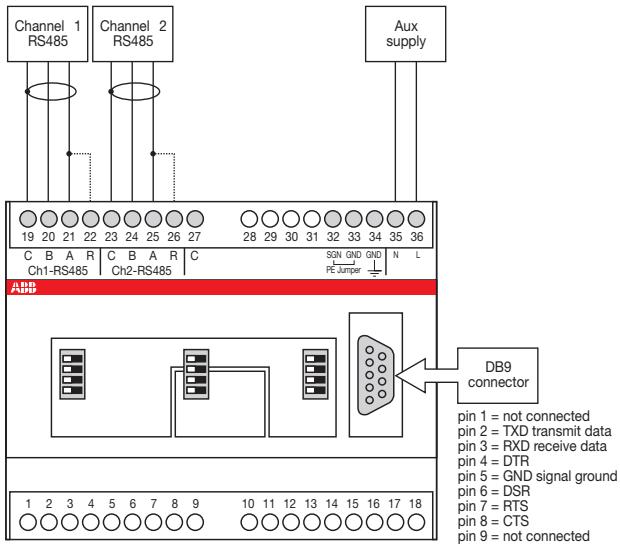 Channel 1
RS485
Channel 2
RS485
Aux
supply
19 20 21 22 23 24 25 26 27 28 29 30 31 32 33 34 35 36
C B A R C B A R C SGN GND GND N L
Ch1-RS485 Ch2-RS485 PE Jumper
ABB
DB9
connector
pin 1 = not connected
pin 2 = TXD transmit data
pin 3 = RXD receive data
pin 4 = DTR
pin 5 = GND signal ground
pin 6 = DSR
pin 7 = RTS
pin 8 = CTS
pin 9 = not connected
1 2 3 4 5 6 7 8 9 10 11 12 13 14 15 16 17 18